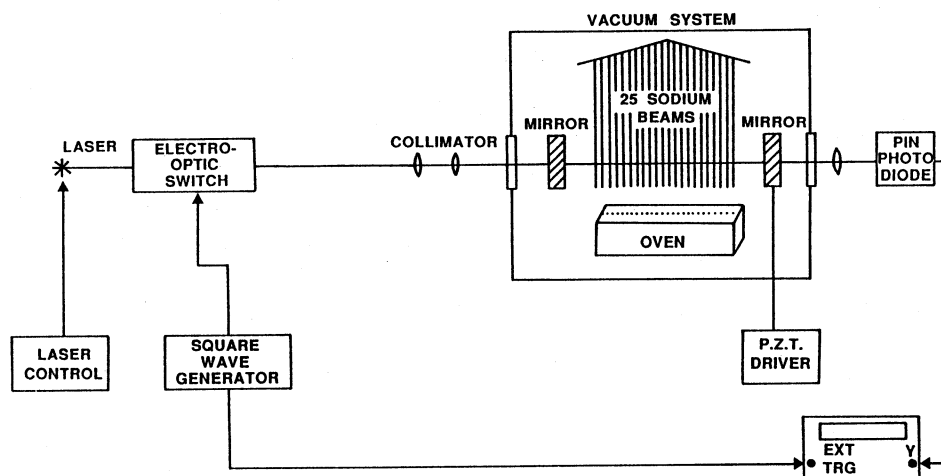 VACUUM SYSTEM
25 SODIUM
BEAMS
MIRROR
MIRROR
COLLIMATOR
LASER
ELECTRO-
OPTIC
SWITCH
PIN
PHOTO
DIODE
OVEN
LASER
CONTROL
SQUARE
WAVE
GENERATOR
P.Z.T.
DRIVER
EXT
TRG
Y